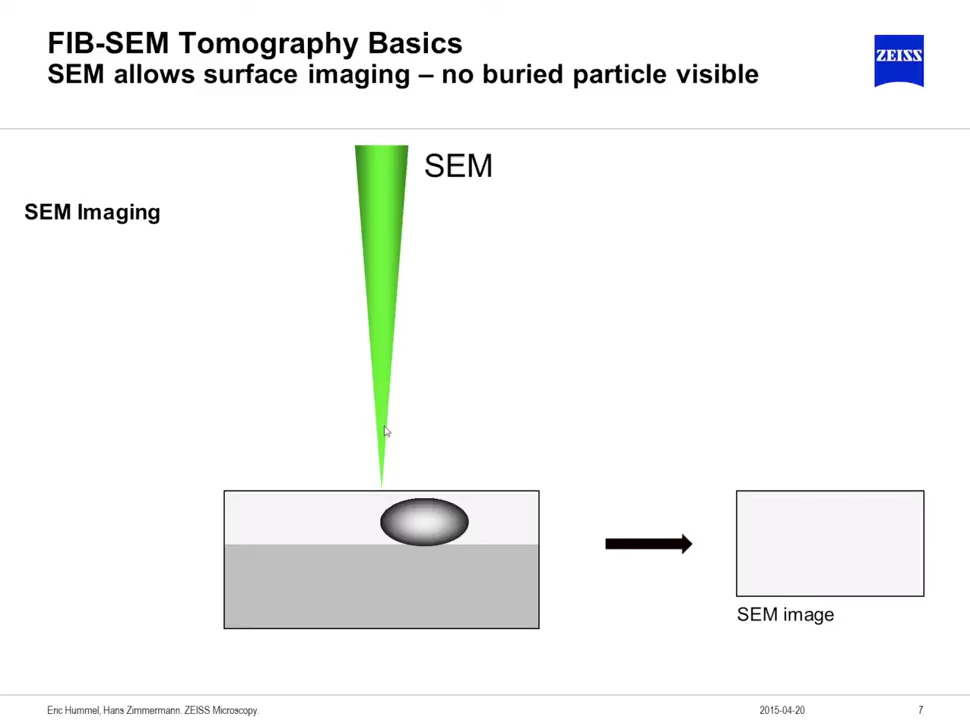 FIB-SEM Tomography Basics
SEM allows surface imaging – no buried particle visible
ZEISS
SEM
SEM Imaging
SEM image
Eric Hummel, Hans Zimmermann. ZEISS Microscopy.
2015-04-20
7